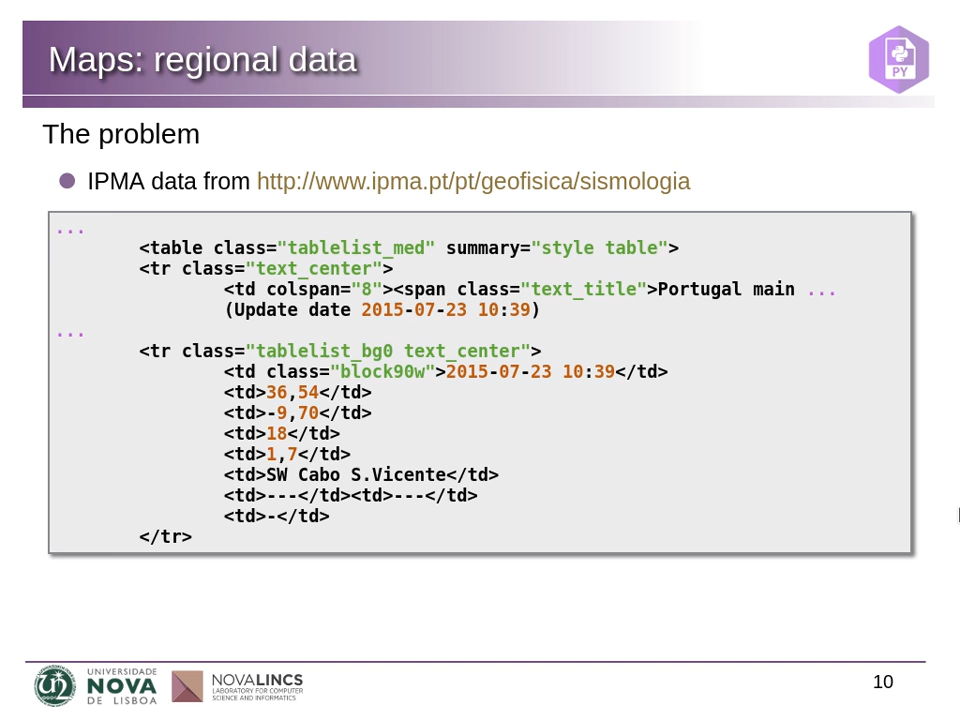 Maps: regional data
PY
The problem
IPMA data from http://www.ipma.pt/pt/geofisica/sismologia
...
<table class="tablelist_med" summary="style table">
<tr class="text_center">
<td colspan="8"><span class="text_title">Portugal main ...
(Update date 2015-07-23 10:39)
...
<tr class="tablelist_bg0 text_center">
<td class="block90w">2015-07-23 10:39</td>
<td>36,54</td>
<td>-9,70</td>
<td>18</td>
<td>1,7</td>
<td>SW Cabo S.Vicente</td>
<td>---</td><td>---</td>
<td>-</td>
</tr>
UNIVERSIDADE
NOVA
DE LISBOA
NOVALINCS
LABORATORY FOR COMPUTER
SCIENCE AND INFORMATICS
10